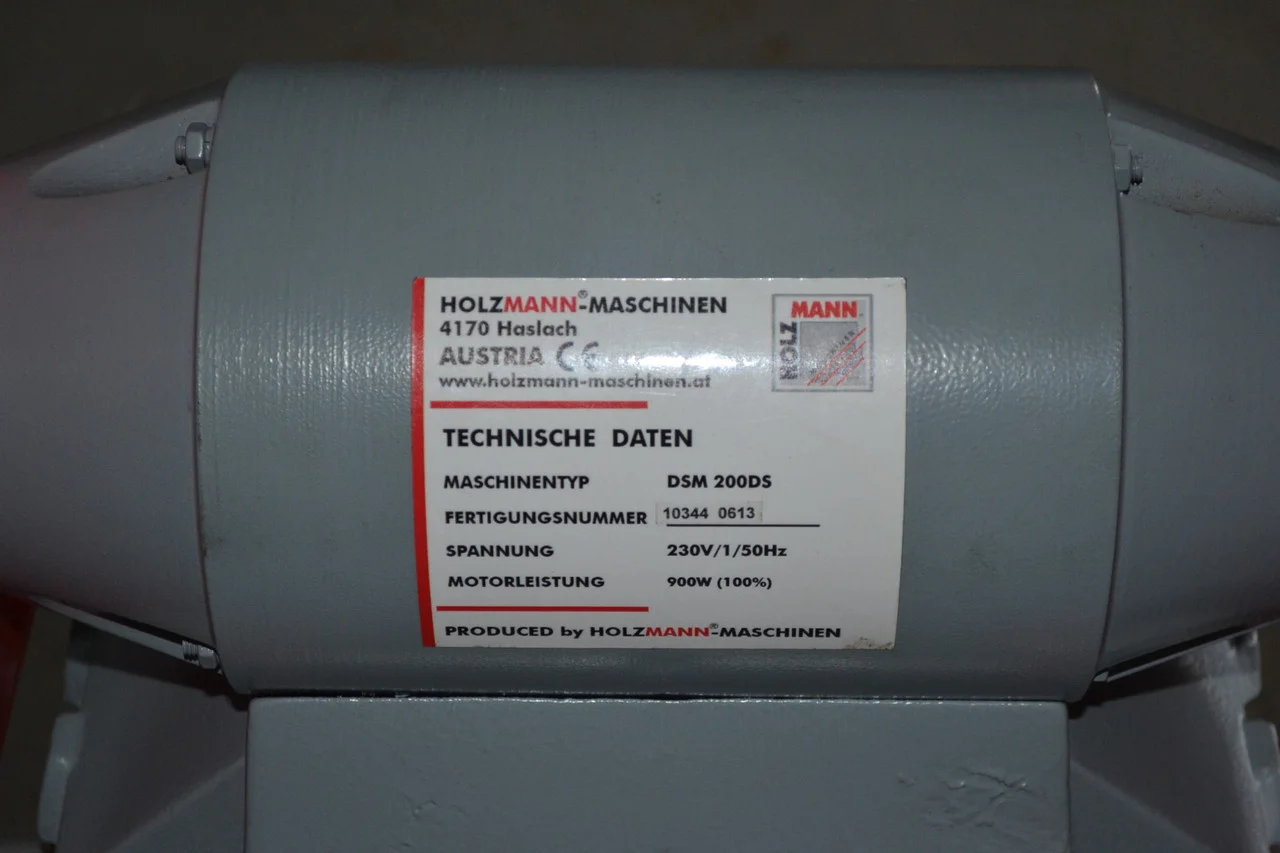 HOLZMANN®-MASCHINEN
4170 Haslach
AUSTRIA CE
www.holzmann-maschinen.at
MANN
HOLZ
TECHNISCHE DATEN
MASCHINENTYP DSM 200DS
FERTIGUNGSNUMMER 10344 0613
SPANNUNG 230V/1/50Hz
MOTORLEISTUNG 900W (100%)
PRODUCED by HOLZMANN®-MASCHINEN